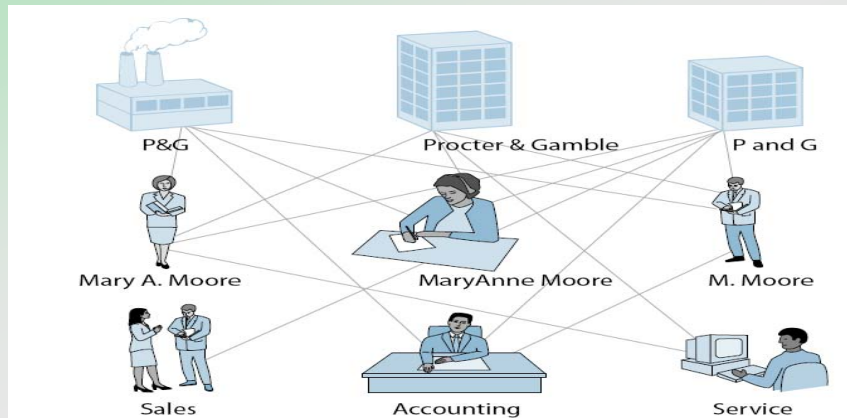 P&G Procter & Gamble P and G
Mary A. Moore MaryAnne Moore M. Moore
Sales Accounting Service